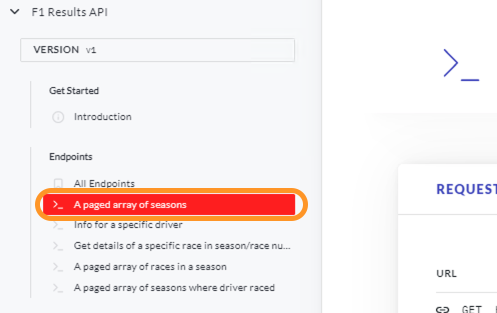 F1 Results API
VERSION v1
Get Started
Introduction
Endpoints
All Endpoints
A paged array of seasons
Info for a specific driver
Get details of a specific race in season/race nu...
A paged array of races in a season
A paged array of seasons where driver raced
>_
REQUEST
URL
GET